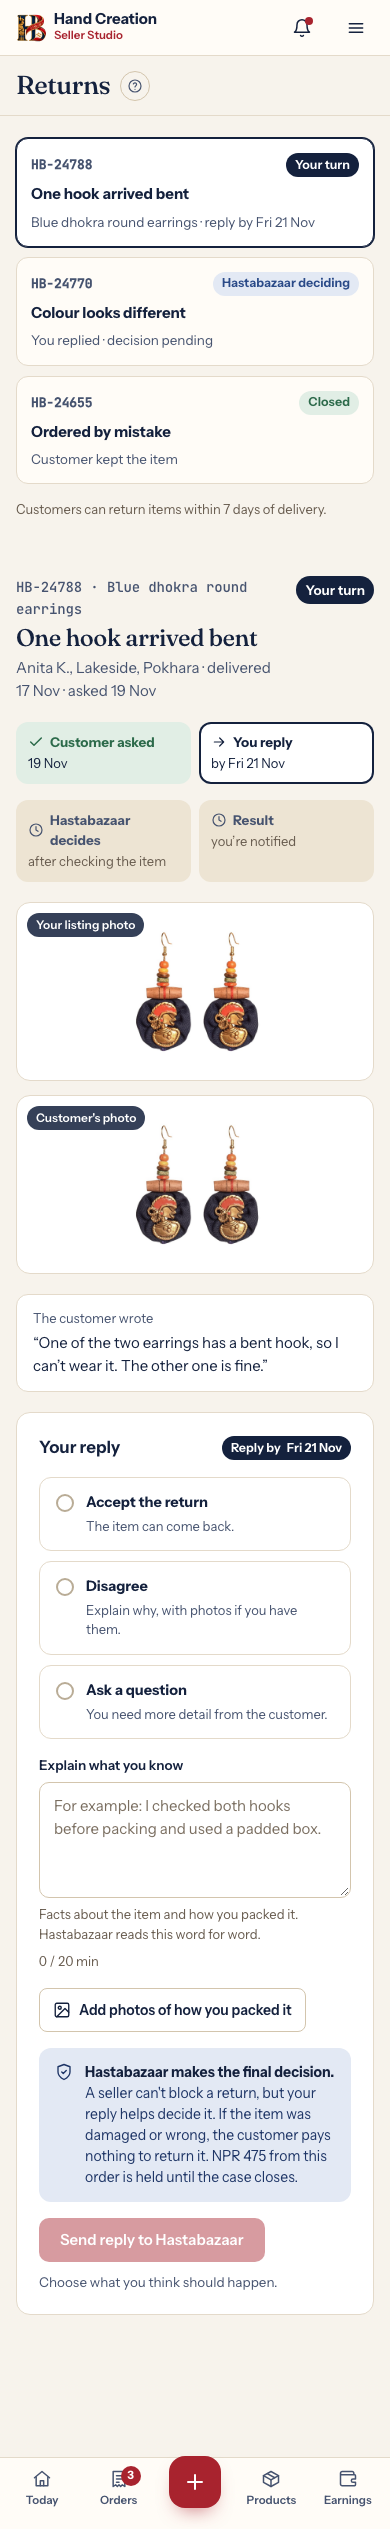 Hand Creation
Seller Studio
Returns
HB-24788
Your turn
One hook arrived bent
Blue dhokra round earrings · reply by Fri 21 Nov
HB-24770
Hastabazaar deciding
Colour looks different
You replied · decision pending
HB-24655
Closed
Ordered by mistake
Customer kept the item
Customers can return items within 7 days of delivery.
HB-24788 · Blue dhokra round
earrings
Your turn
One hook arrived bent
Anita K., Lakeside, Pokhara · delivered
17 Nov · asked 19 Nov
Customer asked
19 Nov
You reply
by Fri 21 Nov
Hastabazaar
decides
after checking the item
Result
you're notified
Your listing photo
Customer's photo
The customer wrote
“One of the two earrings has a bent hook, so I
can't wear it. The other one is fine.”
Your reply
Reply by Fri 21 Nov
Accept the return
The item can come back.
Disagree
Explain why, with photos if you have
them.
Ask a question
You need more detail from the customer.
Explain what you know
For example: I checked both hooks
before packing and used a padded box.
Facts about the item and how you packed it.
Hastabazaar reads this word for word.
0 / 20 min
Add photos of how you packed it
Hastabazaar makes the final decision.
A seller can't block a return, but your
reply helps decide it. If the item was
damaged or wrong, the customer pays
nothing to return it. NPR 475 from this
order is held until the case closes.
Send reply to Hastabazaar
Choose what you think should happen.
3
Today
Orders
Products
Earnings